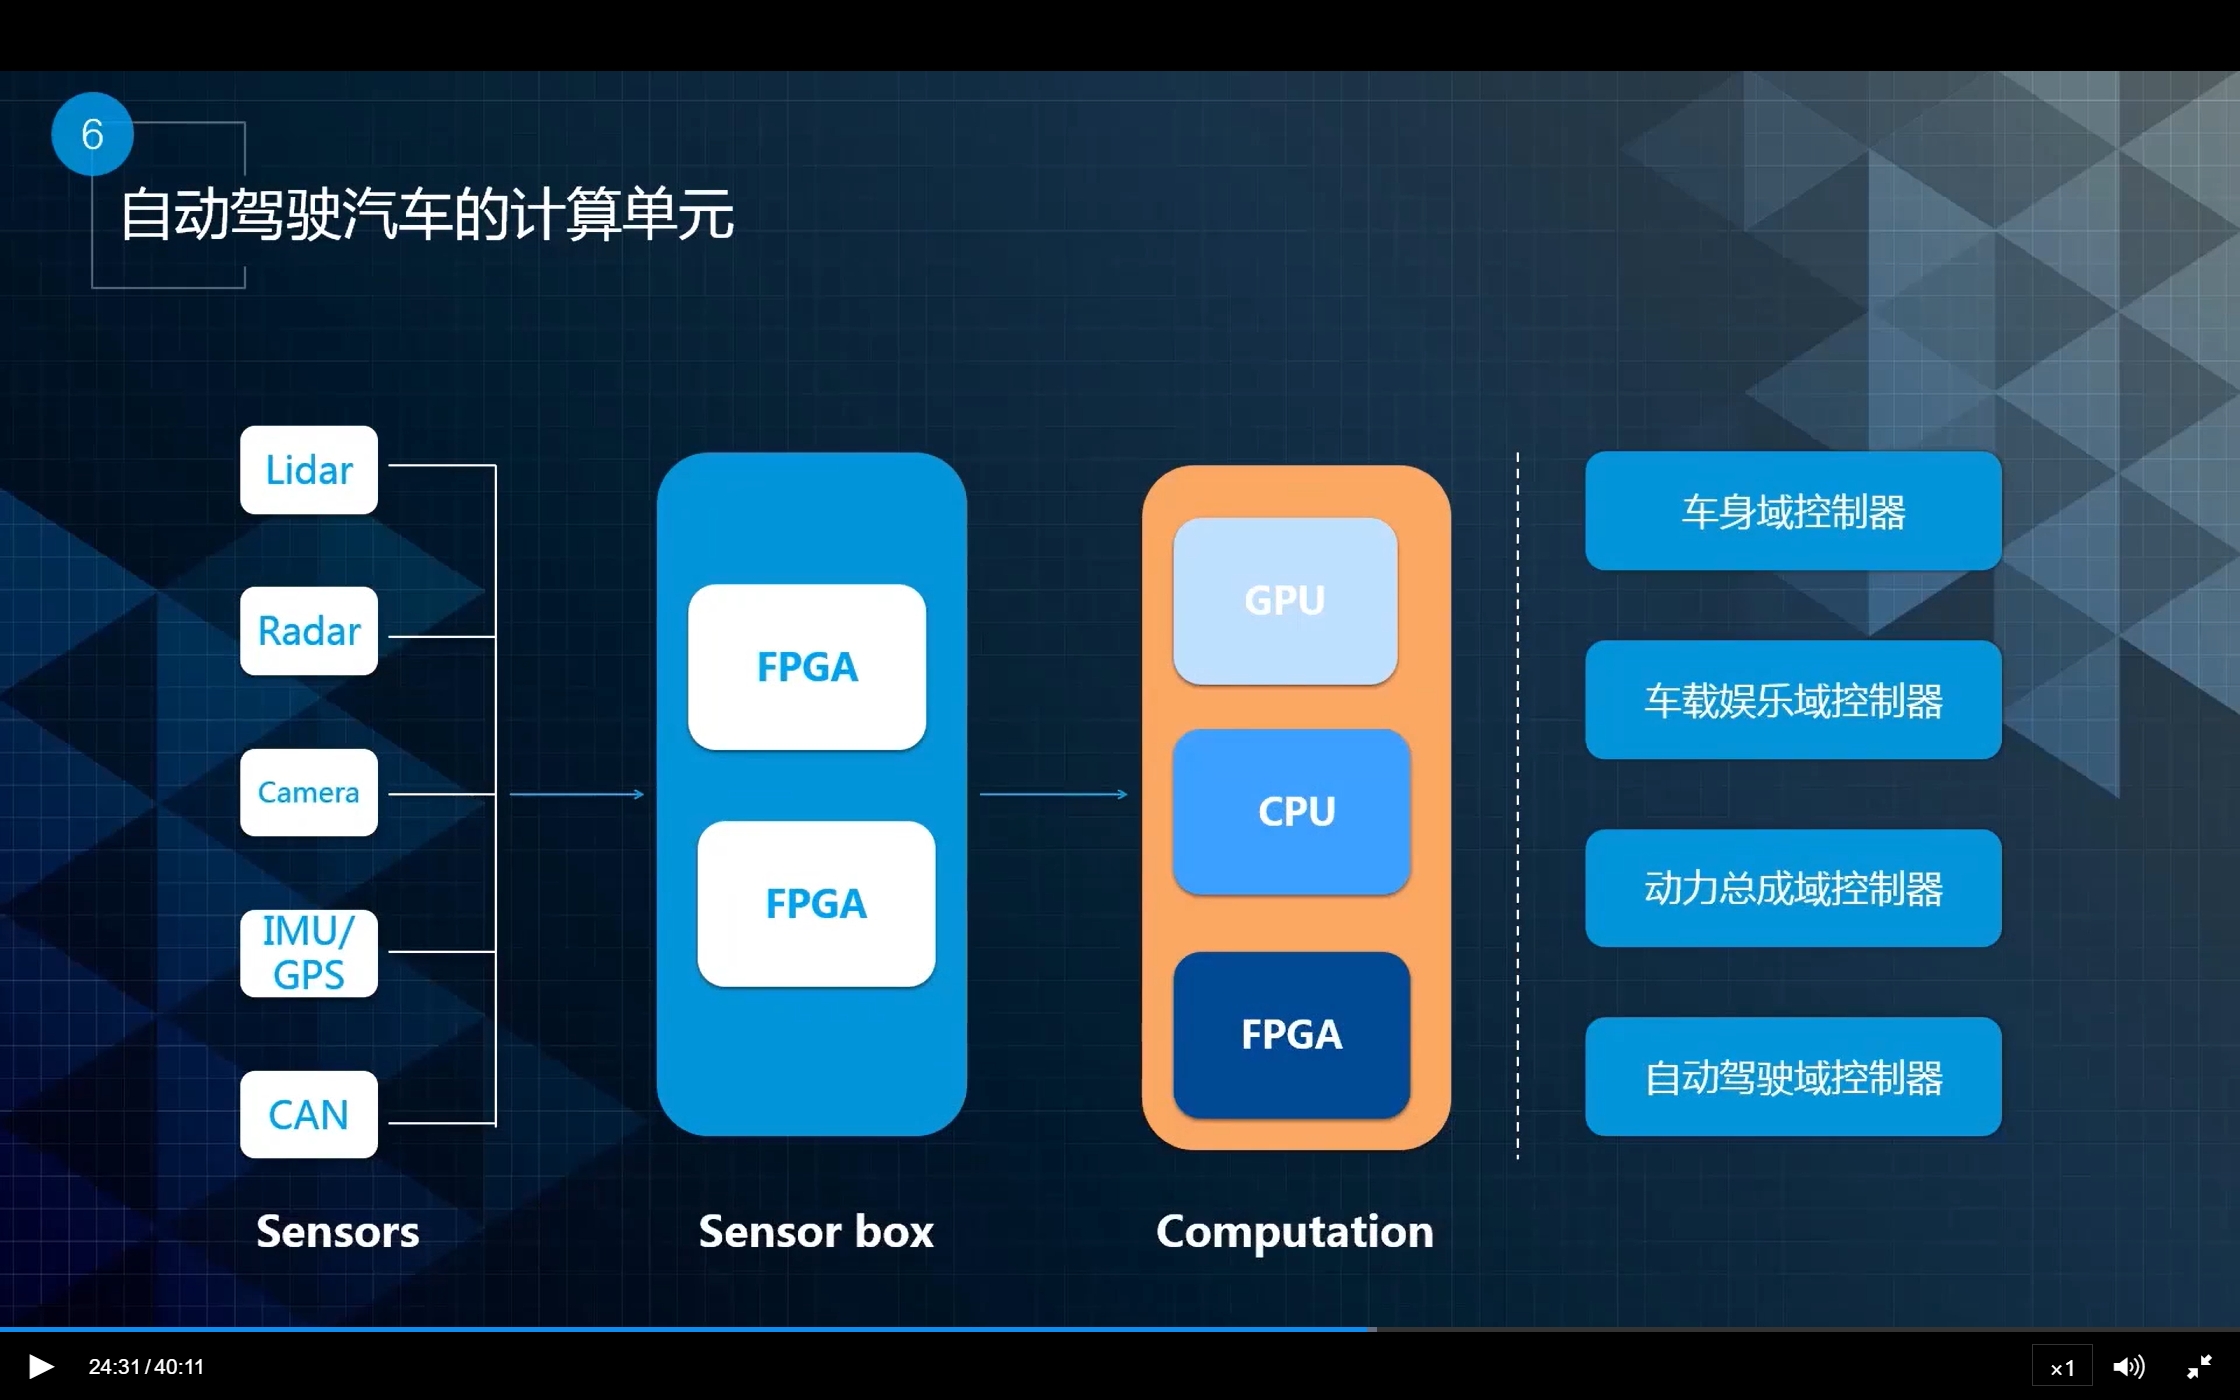 6
自动驾驶汽车的计算单元
Lidar
Radar
Camera
IMU/
GPS
CAN
Sensors
FPGA
FPGA
Sensor box
GPU
CPU
FPGA
Computation
车身域控制器
车载娱乐域控制器
动力总成域控制器
自动驾驶域控制器
24:31/40:11
×1